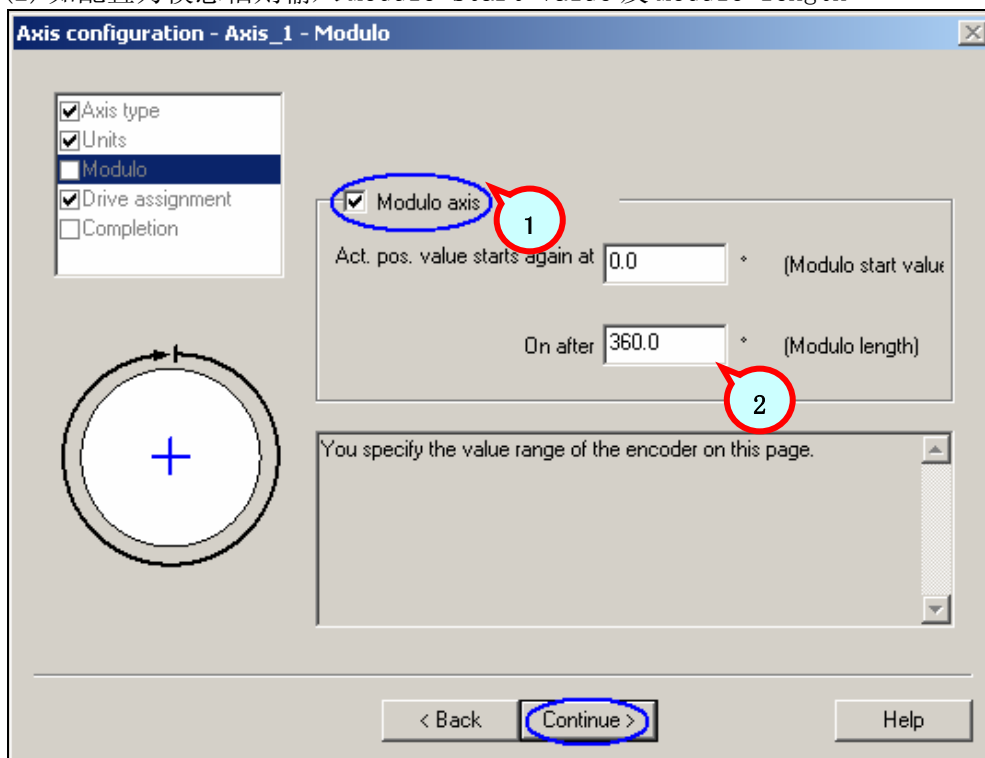 Axis configuration - Axis_1 - Modulo
Axis type
Units
Modulo
Drive assignment
Completion
Modulo axis
1
Act. pos. value starts again at 0.0 ° (Modulo start value
On after 360.0 ° (Modulo length)
2
You specify the value range of the encoder on this page.
< Back Continue > Help